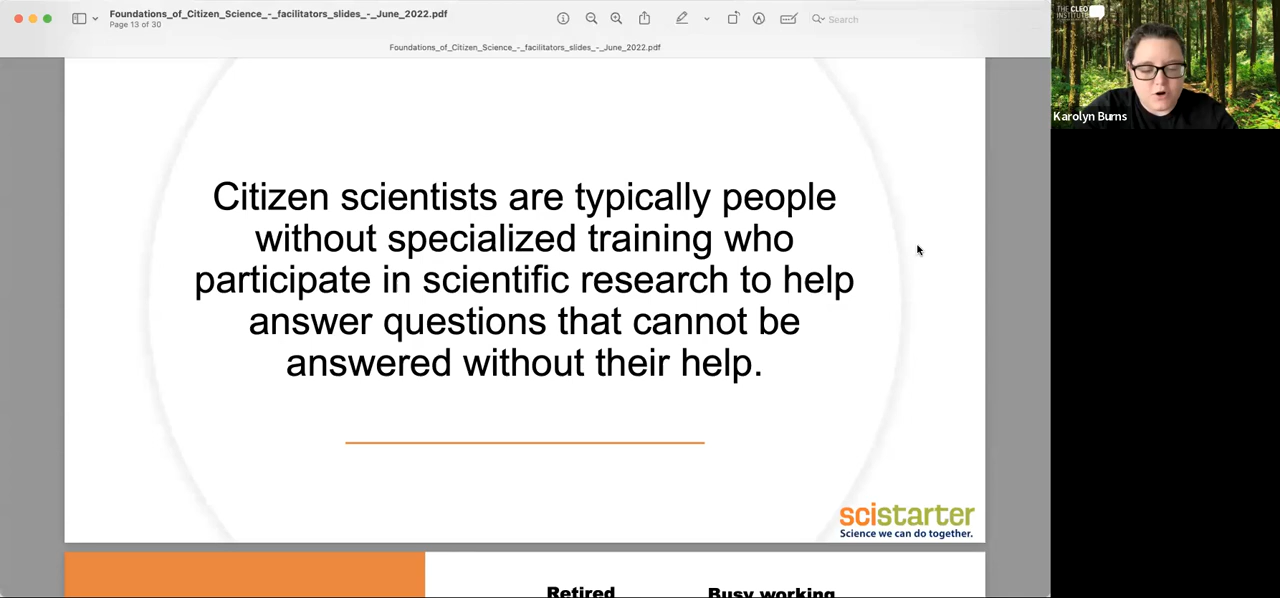 Foundations_of_Citizen_Science_-_facilitators_slides_-_June_2022.pdf
Page 13 of 30
Search
Foundations_of_Citizen_Science_-_facilitators_slides_-_June_2022.pdf
THE CLEO
INSTITUTE
Karolyn Burns
Citizen scientists are typically people
without specialized training who
participate in scientific research to help
answer questions that cannot be
answered without their help.
scistarter
Science we can do together.
Retired
Busy working